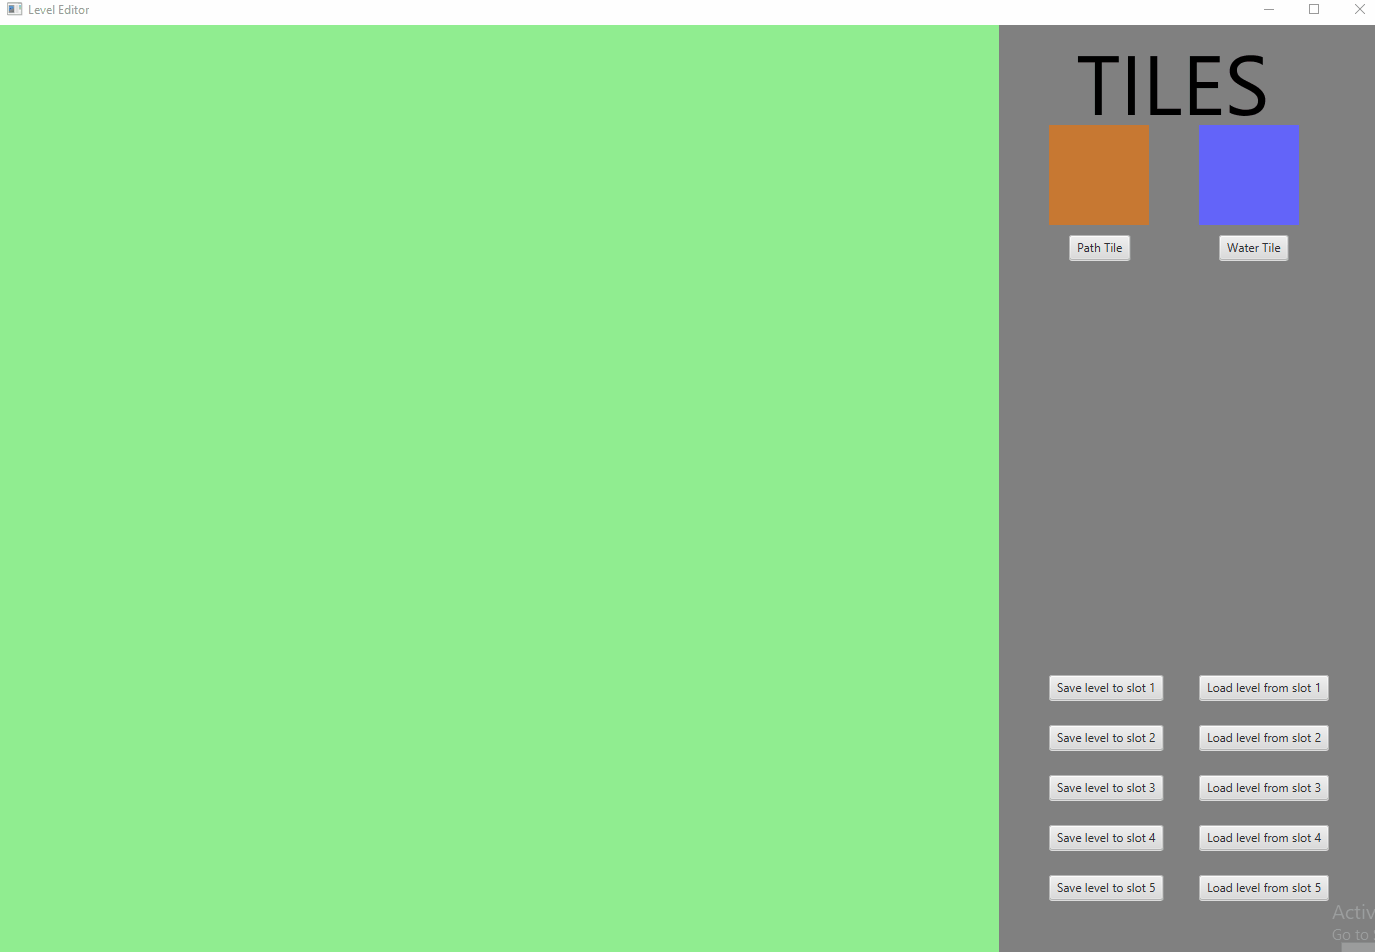 Level Editor
TILES
Path Tile
Water Tile
Save level to slot 1
Load level from slot 1
Save level to slot 2
Load level from slot 2
Save level to slot 3
Load level from slot 3
Save level to slot 4
Load level from slot 4
Save level to slot 5
Load level from slot 5
Activ
Go to